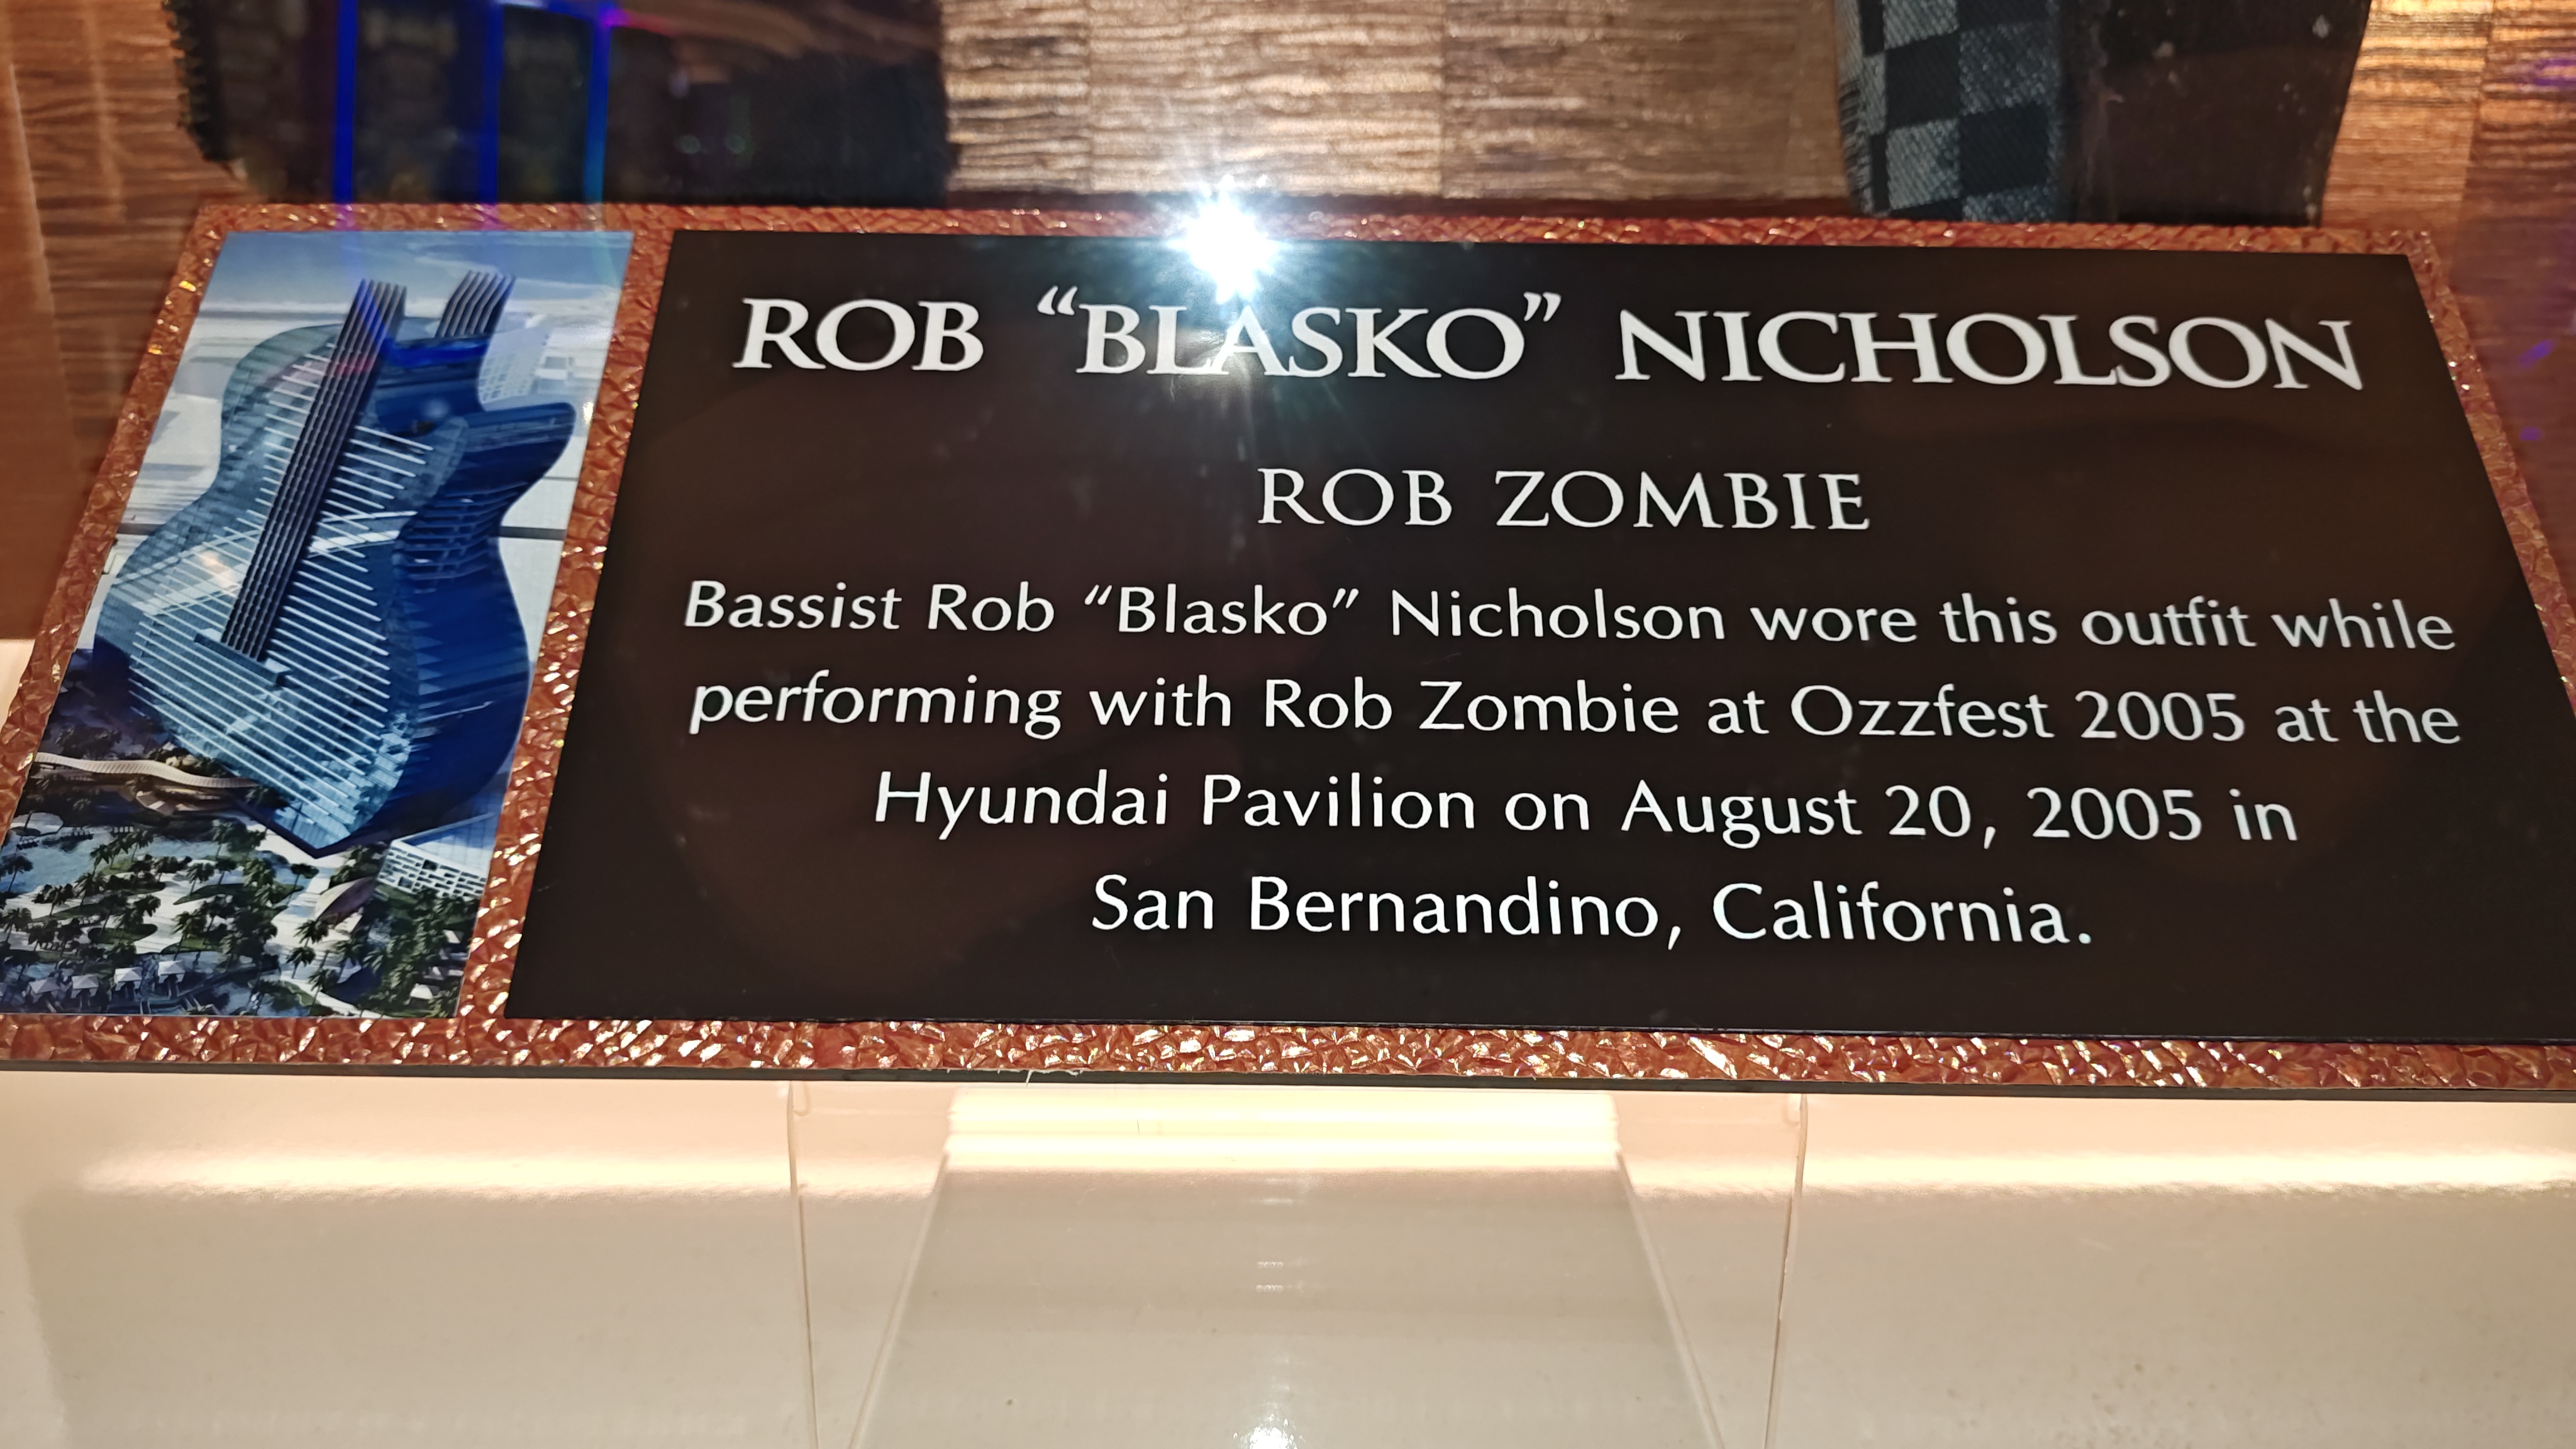 ROB “BLASKO” NICHOLSON
ROB ZOMBIE
Bassist Rob “Blasko” Nicholson wore this outfit while
performing with Rob Zombie at Ozzfest 2005 at the
Hyundai Pavilion on August 20, 2005 in
San Bernandino, California.